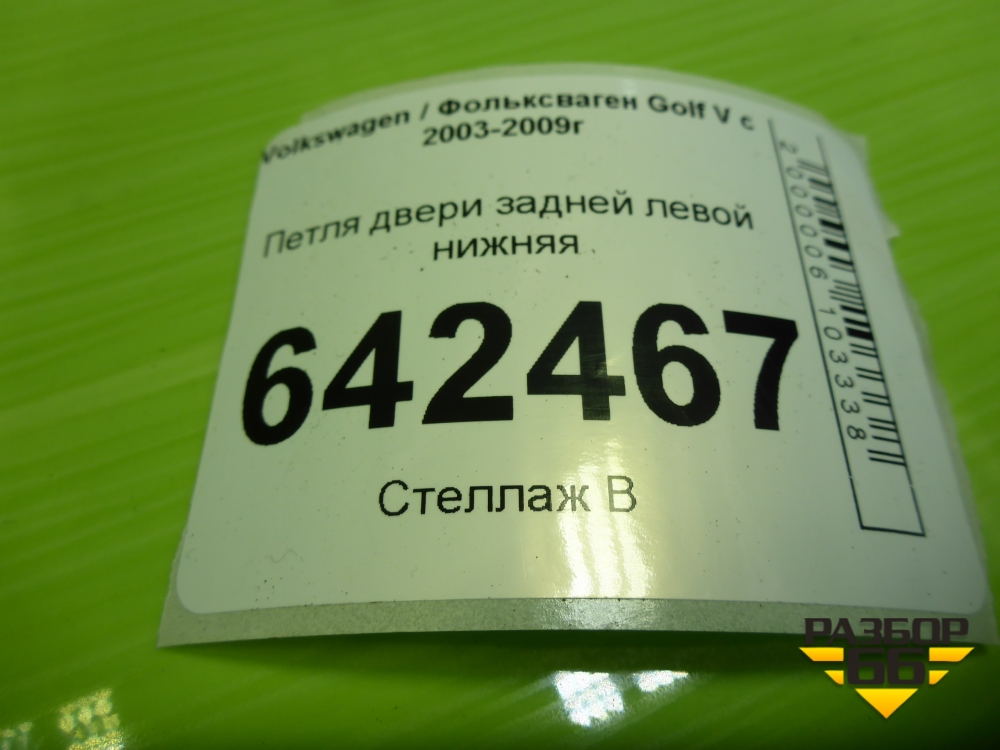 Volkswagen / Фольксваген Golf V с
2003-2009г
Петля двери задней левой
нижняя
642467
Стеллаж В
2000006103338
РАЗБОР
66